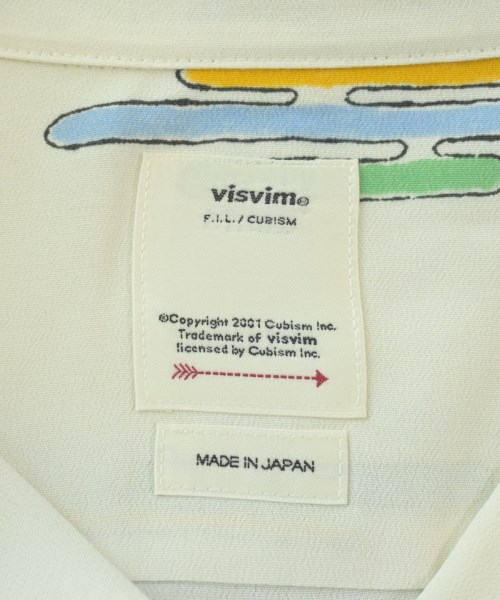 visvim®
F.I.L. / CUBISM
©Copyright 2001 Cubism Inc.
Trademark of visvim
licensed by Cubism Inc.
MADE IN JAPAN